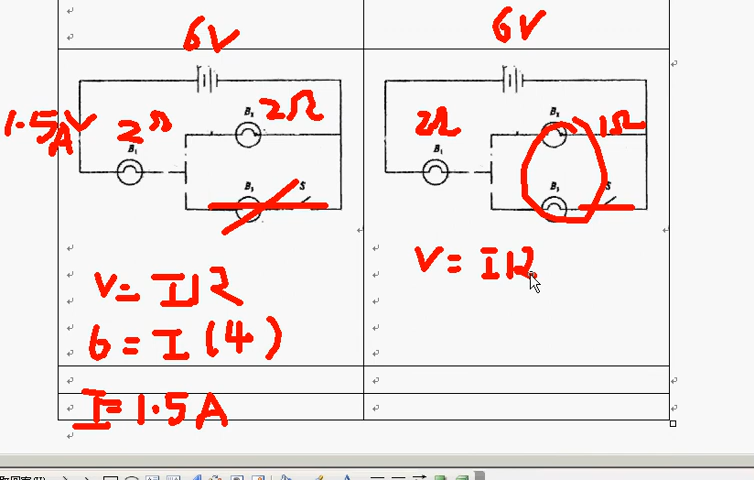 6V
6V
1.5A
2Ω
B₂
2Ω
B₁
B₃
S
B₂
1Ω
2Ω
B₁
B₃
S
V = IR
6 = I (4)
I = 1.5 A
V = IR